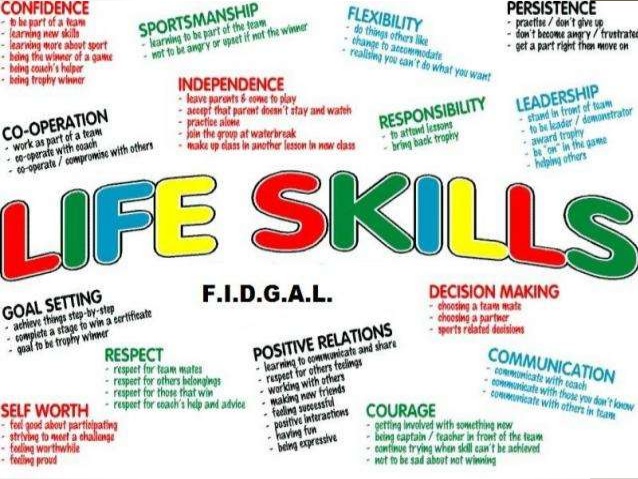 CONFIDENCE
- to be part of a team
- learning new skills
- learning more about sport
- being the winner of a game
- being coach's helper
- being trophy winner
SPORTSMANSHIP
- learning to be part of the team
- not to be angry or upset if not the winner
FLEXIBILITY
- do things others like
- change to accommodate
- realising you can't do what you want
PERSISTENCE
- practise / don't give up
- don't become angry / frustrated
- get a part right then move on
INDEPENDENCE
- leave parents & come to play
- accept that parent doesn't stay and watch
- practice alone
- join the group at waterbreak
- make up class in another lesson in new class
CO-OPERATION
- work as part of a team
- co-operate with coach
- co-operate / compromise with others
RESPONSIBILITY
- to attend lessons
- bring back trophy
LEADERSHIP
- stand in front of team
- to be leader / demonstrator
- award trophy
- be "on" in the game
- helping others
LIFE SKILLS
F.I.D.G.A.L.
GOAL SETTING
- achieve things step-by-step
- complete a stage to win a certificate
- goal to be trophy winner
RESPECT
- respect for team mates
- respect for others belongings
- respect for those that win
- respect for coach's help and advice
POSITIVE RELATIONS
- learning to communicate and share
- respect for others feelings
- working with others
- making new friends
- feeling successful
- positive interactions
- having fun
- being expressive
DECISION MAKING
- choosing a team mate
- choosing a partner
- sports related decisions
COMMUNICATION
- communicate with coach
- communicate with those you don't know
- communicate with others in team
SELF WORTH
- feel good about participating
- striving to meet a challenge
- feeling worthwhile
- feeling proud
COURAGE
- getting involved with something new
- being captain / teacher in front of the team
- continue trying when skill can't be achieved
- not to be sad about not winning